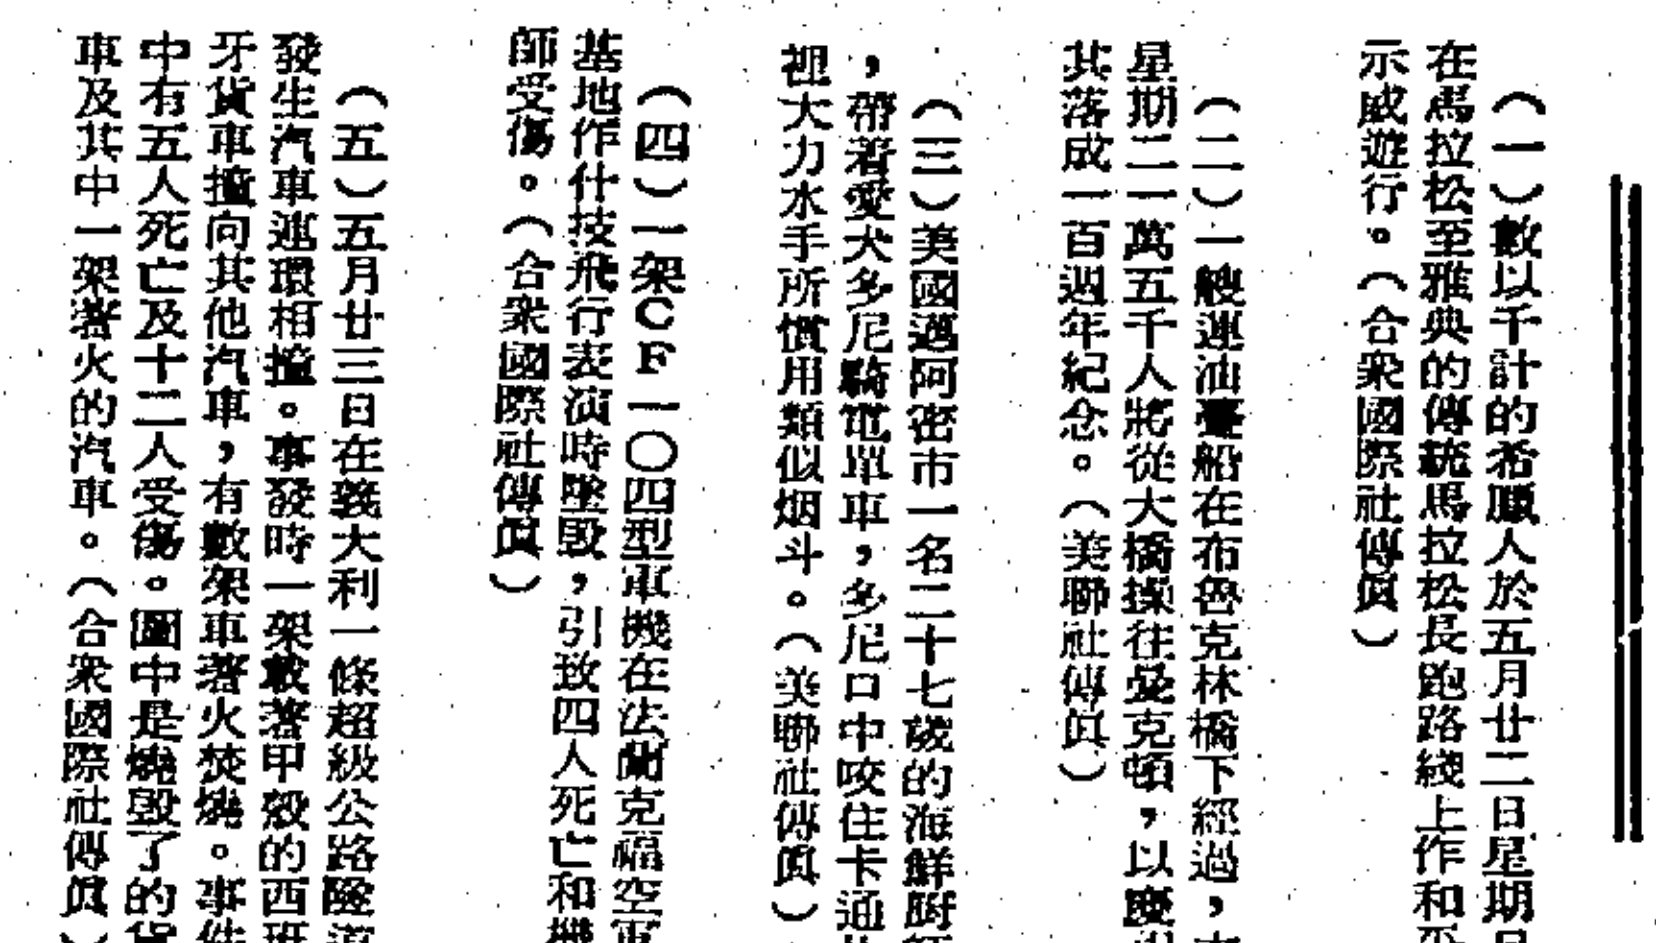 （一）數以千計的希臘人於五月廿二日星期日
在馬拉松至雅典的傳統馬拉松長跑路綫上作和平
示威遊行。（合衆國際社傳眞）
（二）一艘運油躉船在布魯克林橋下經過，
星期二一萬五千人將從大橋操往曼克頓，以慶祝
其落成一百週年紀念。（美聯社傳眞）
（三）美國邁阿密市一名二十七歲的海鮮廚師
，帶着愛犬多尼騎電單車，多尼口中咬住卡通
裡大力水手所慣用類似烟斗。（美聯社傳眞）
（四）一架ＣＦ一〇四型軍機在法蘭克福空軍
基地作什技飛行表演時墜毀，引致四人死亡和機
師受傷。（合衆國際社傳眞）
（五）五月廿三日在義大利一條超級公路隧道
發生汽車連環相撞。事發時一架載著甲殼的西班
牙貨車撞向其他汽車，有數架車著火焚燒。事件
中有五人死亡及十二人受傷。圖中是燒毀了的貨
車及其中一架著火的汽車。（合衆國際社傳眞）